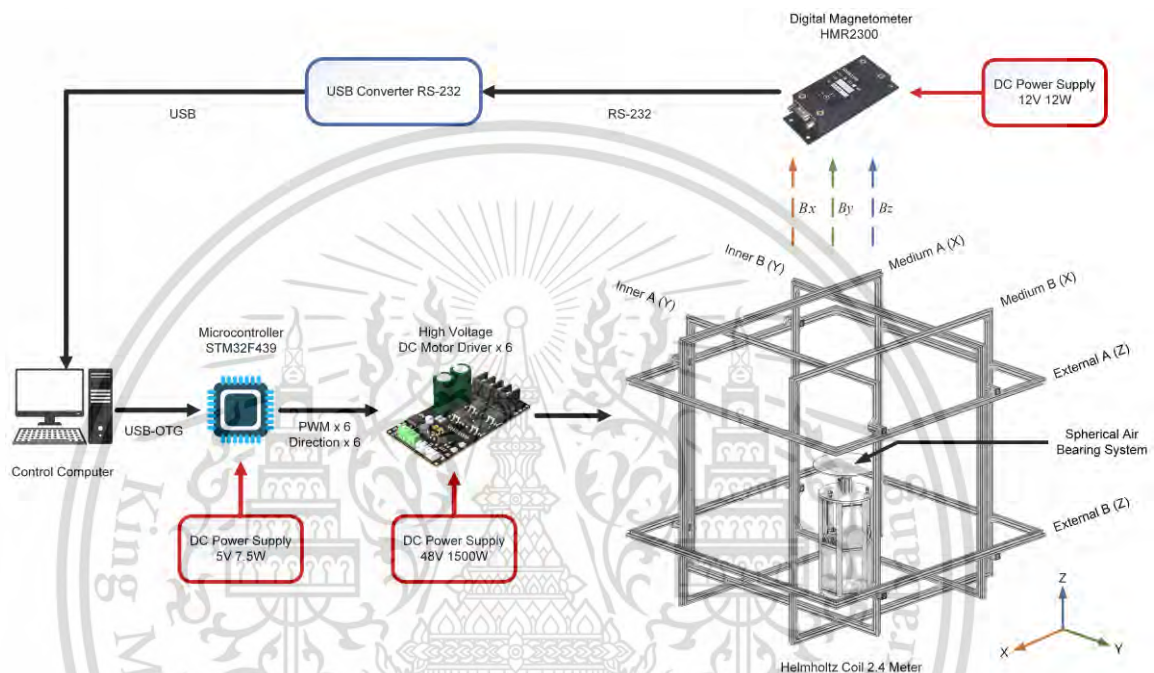 Digital Magnetometer
HMR2300
USB Converter RS-232
DC Power Supply
12V 12W
USB
RS-232
Bx
By
Bz
Inner B (Y)
Medium A (X)
Inner A (Y)
Medium B (X)
External A (Z)
Microcontroller
STM32F439
High Voltage
DC Motor Driver x 6
USB-OTG
PWM x 6
Direction x 6
Control Computer
Spherical Air
Bearing System
External B (Z)
DC Power Supply
5V 7.5W
DC Power Supply
48V 1500W
Z
X
Y
Helmholtz Coil 2.4 Meter
King M